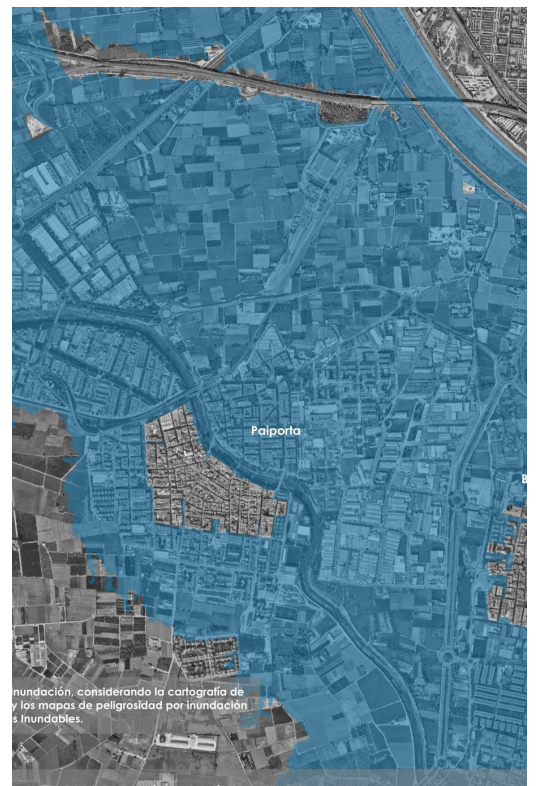 Paiporta
B
inundación, considerando la cartografía de
y los mapas de peligrosidad por inundación
s Inundables.